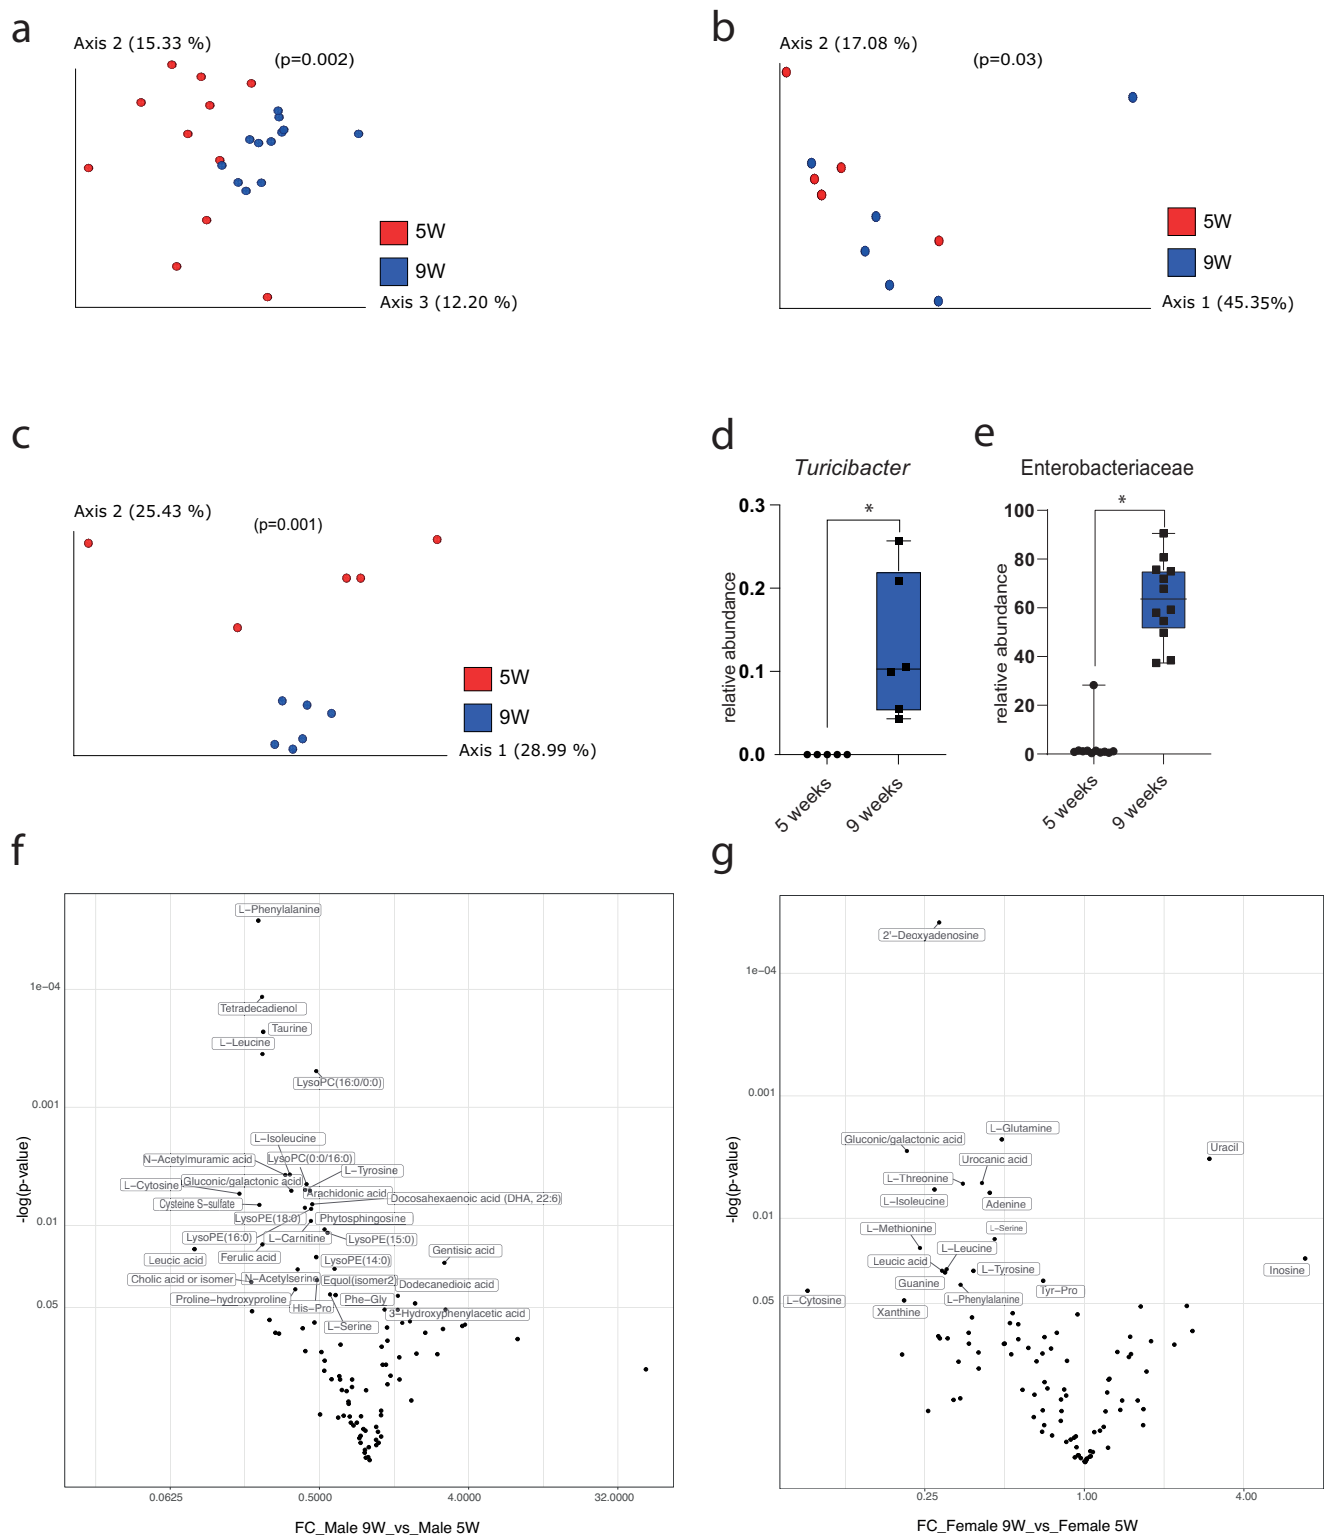 a
Axis 2 (15.33 %)
(p=0.002)
5W
9W
Axis 3 (12.20 %)
b
Axis 2 (17.08 %)
(p=0.03)
5W
9W
Axis 1 (45.35%)
c
Axis 2 (25.43 %)
(p=0.001)
5W
9W
Axis 1 (28.99 %)
d
Turicibacter
*
0.3
0.2
0.1
0.0
relative abundance
5 weeks
9 weeks
e
Enterobacteriaceae
*
100
80
60
40
20
0
relative abundance
5 weeks
9 weeks
f
L-Phenylalanine
1e-04
Tetradecadienol
Taurine
L-Leucine
LysoPC(16:0/0:0)
0.001
L-Isoleucine
N-Acetylmuramic acid
LysoPC(0:0/16:0)
L-Tyrosine
L-Cytosine
Gluconic/galactonic acid
Arachidonic acid
Docosahexaenoic acid (DHA, 22:6)
Cysteine S-sulfate
LysoPE(18:0)
Phytosphingosine
0.01
LysoPE(16:0)
L-Carnitine
LysoPE(15:0)
Leucic acid
Ferulic acid
LysoPE(14:0)
Gentisic acid
Cholic acid or isomer
N-Acetylserine
Equol(isomer2)
Dodecanedioic acid
Proline-hydroxyproline
His-Pro
Phe-Gly
3-Hydroxyphenylacetic acid
0.05
L-Serine
-log(p-value)
0.0625
0.5000
4.0000
32.0000
FC_Male 9W_vs_Male 5W
g
2'-Deoxyadenosine
1e-04
0.001
L-Glutamine
Gluconic/galactonic acid
Urocanic acid
Uracil
L-Threonine
L-Isoleucine
Adenine
0.01
L-Methionine
L-Serine
Leucic acid
L-Leucine
Guanine
L-Tyrosine
Inosine
L-Cytosine
L-Phenylalanine
Tyr-Pro
0.05
Xanthine
-log(p-value)
0.25
1.00
4.00
FC_Female 9W_vs_Female 5W